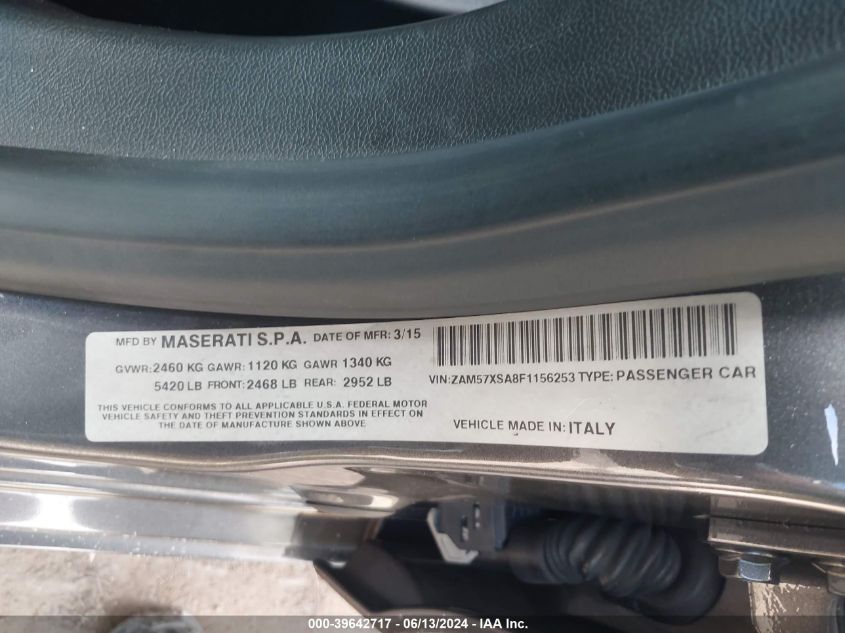 MFD BY MASERATI S.P.A. DATE OF MFR: 3/15
GVWR: 2460 KG GAWR: 1120 KG GAWR 1340 KG
5420 LB FRONT: 2468 LB REAR: 2952 LB
THIS VEHICLE CONFORMS TO ALL APPLICABLE U.S.A. FEDERAL MOTOR
VEHICLE SAFETY AND THEFT PREVENTION STANDARDS IN EFFECT ON
THE DATE OF MANUFACTURE SHOWN ABOVE
VIN:ZAM57XSA8F1156253 TYPE: PASSENGER CAR
VEHICLE MADE IN: ITALY
000-39642717 - 06/13/2024 - IAA Inc.